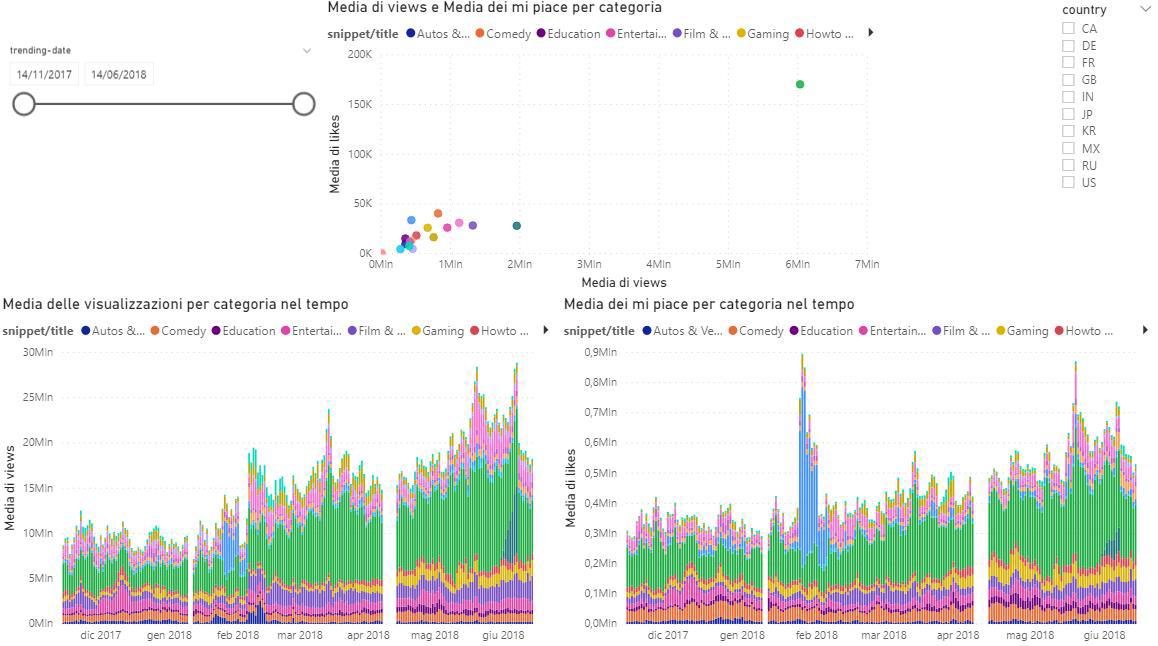 Media di views e Media dei mi piace per categoria
snippet/title Autos &... Comedy Education Entertai... Film & ... Gaming Howto ...
trending-date
14/11/2017 14/06/2018
country
CA
DE
FR
GB
IN
JP
KR
MX
RU
US
Media di likes
200K
150K
100K
50K
0K
0Mln 1Mln 2Mln 3Mln 4Mln 5Mln 6Mln 7Mln
Media di views
Media delle visualizzazioni per categoria nel tempo
snippet/title Autos &... Comedy Education Entertai... Film & ... Gaming Howto ...
Media di views
30Mln
25Mln
20Mln
15Mln
10Mln
5Mln
0Mln
dic 2017 gen 2018 feb 2018 mar 2018 apr 2018 mag 2018 giu 2018
Media dei mi piace per categoria nel tempo
snippet/title Autos & Ve... Comedy Education Entertain... Film & ... Gaming Howto ...
Media di likes
0,9Mln
0,8Mln
0,7Mln
0,6Mln
0,5Mln
0,4Mln
0,3Mln
0,2Mln
0,1Mln
0,0Mln
dic 2017 gen 2018 feb 2018 mar 2018 apr 2018 mag 2018 giu 2018